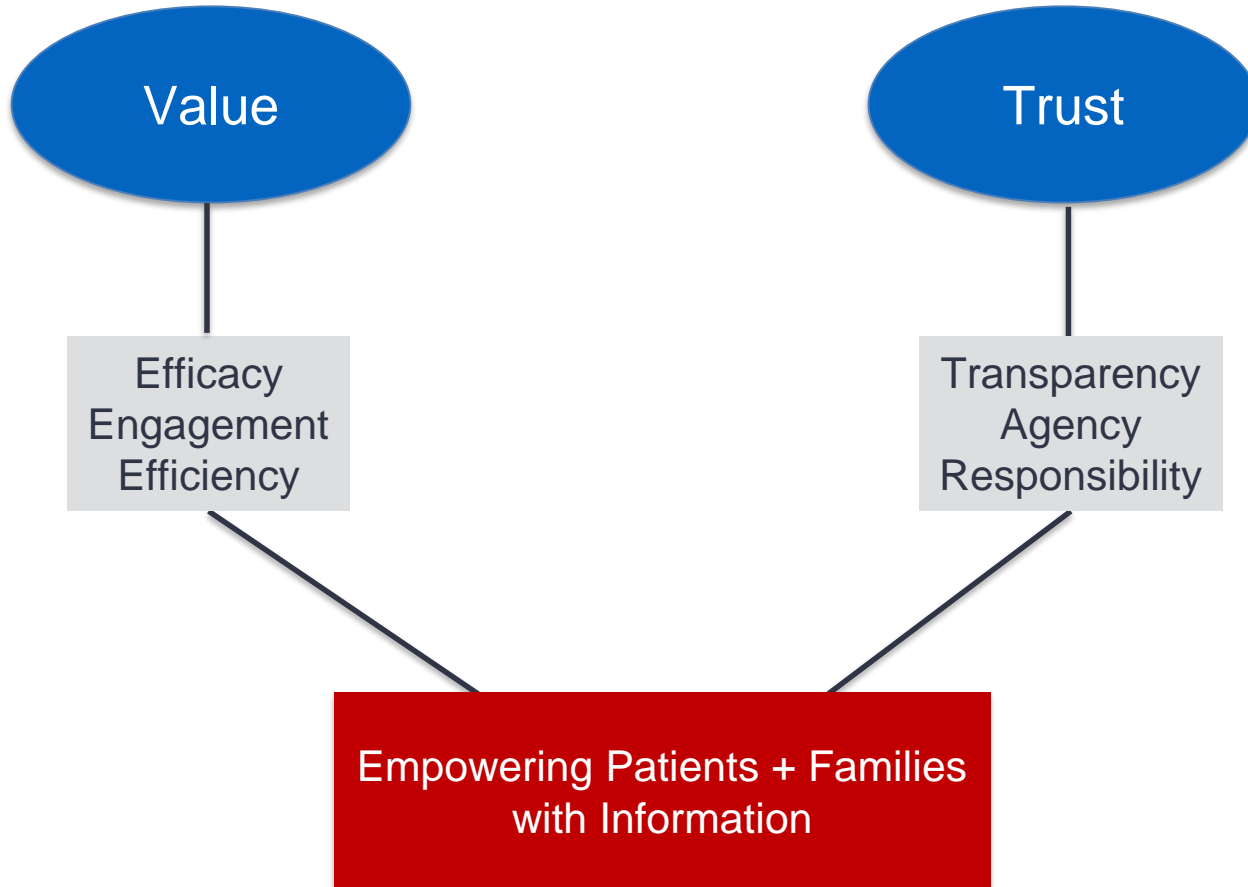 Value
Trust
Efficacy
Engagement
Efficiency
Transparency
Agency
Responsibility
Empowering Patients + Families
with Information